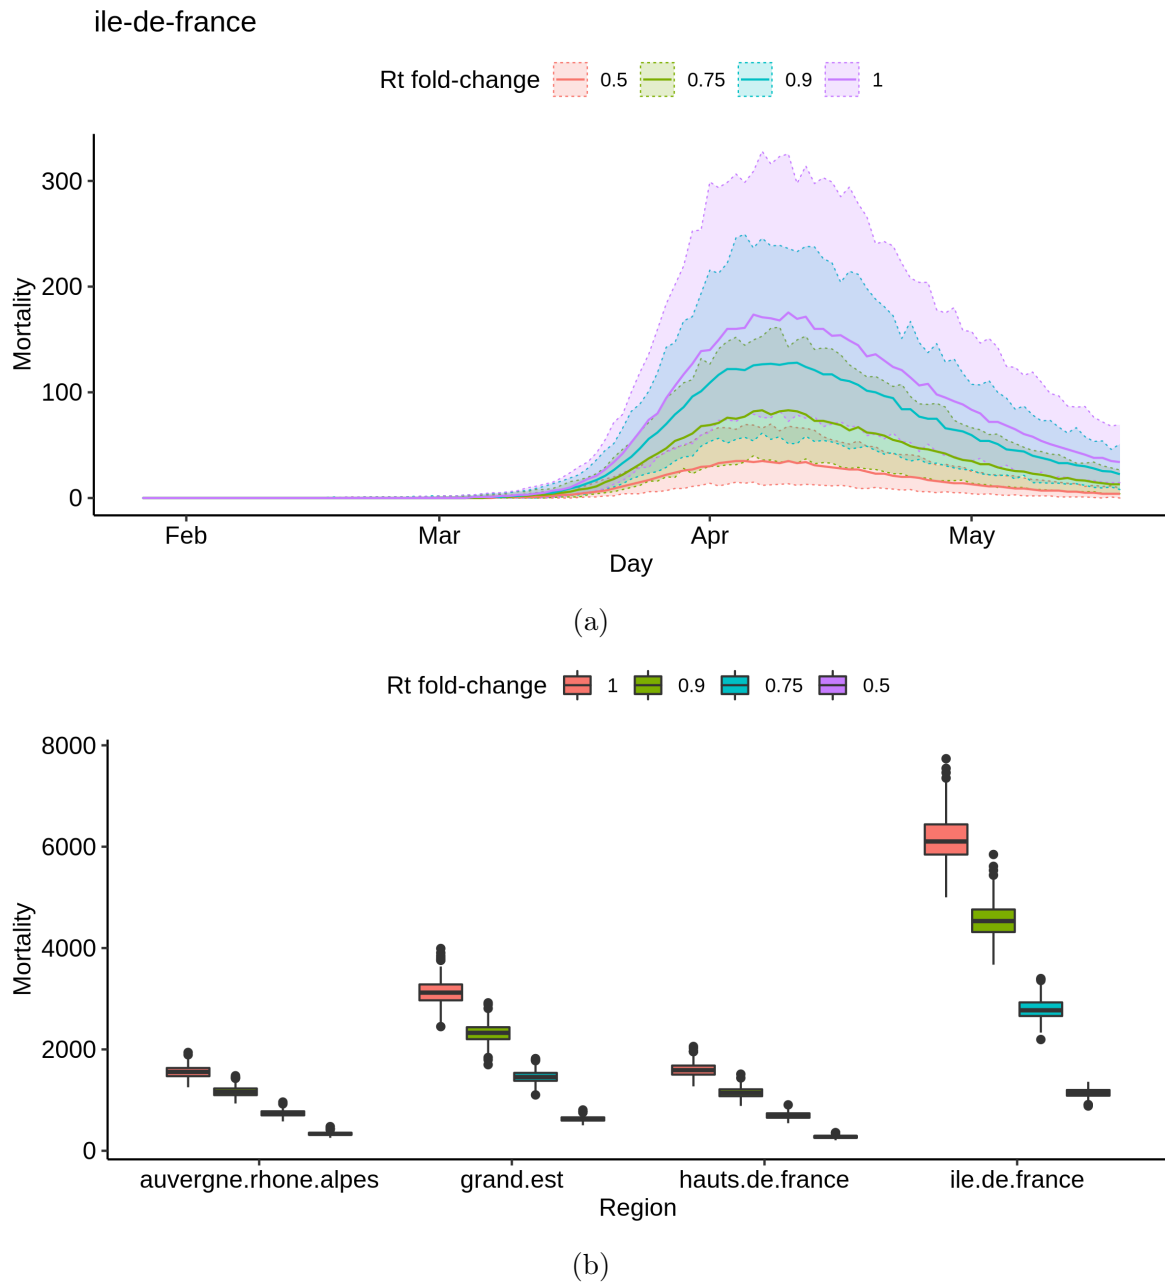 ile-de-france
Rt fold-change 0.5 0.75 0.9 1
300
200
100
0
Mortality
Feb Mar Apr May
Day
(a)
Rt fold-change 1 0.9 0.75 0.5
8000
6000
4000
2000
0
Mortality
auvergne.rhone.alpes grand.est hauts.de.france ile.de.france
Region
(b)